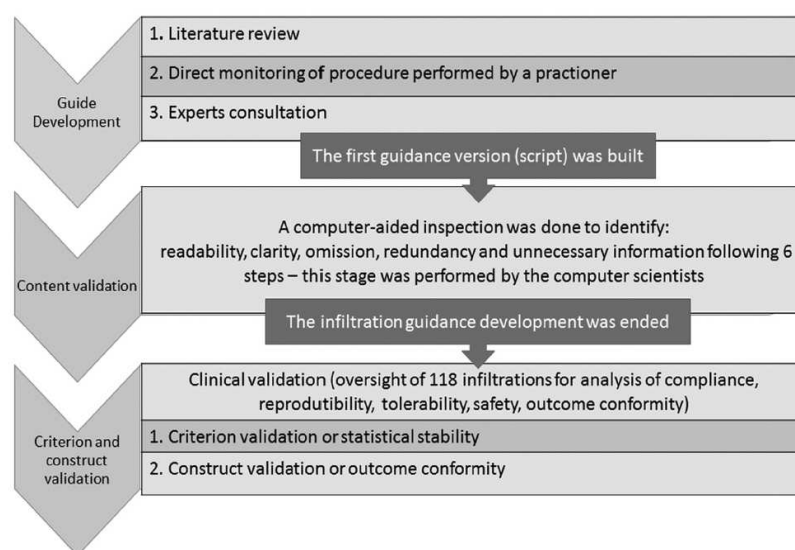 1. Literature review
2. Direct monitoring of procedure performed by a practioner
Guide
Development
3. Experts consultation
The first guidance version (script) was built
A computer-aided inspection was done to identify:
readability, clarity, omission, redundancy and unnecessary information following 6
steps – this stage was performed by the computer scientists
Content validation
The infiltration guidance development was ended
Clinical validation (oversight of 118 infiltrations for analysis of compliance,
reprodutibility, tolerability, safety, outcome conformity)
Criterion and
construct
validation
1. Criterion validation or statistical stability
2. Construct validation or outcome conformity